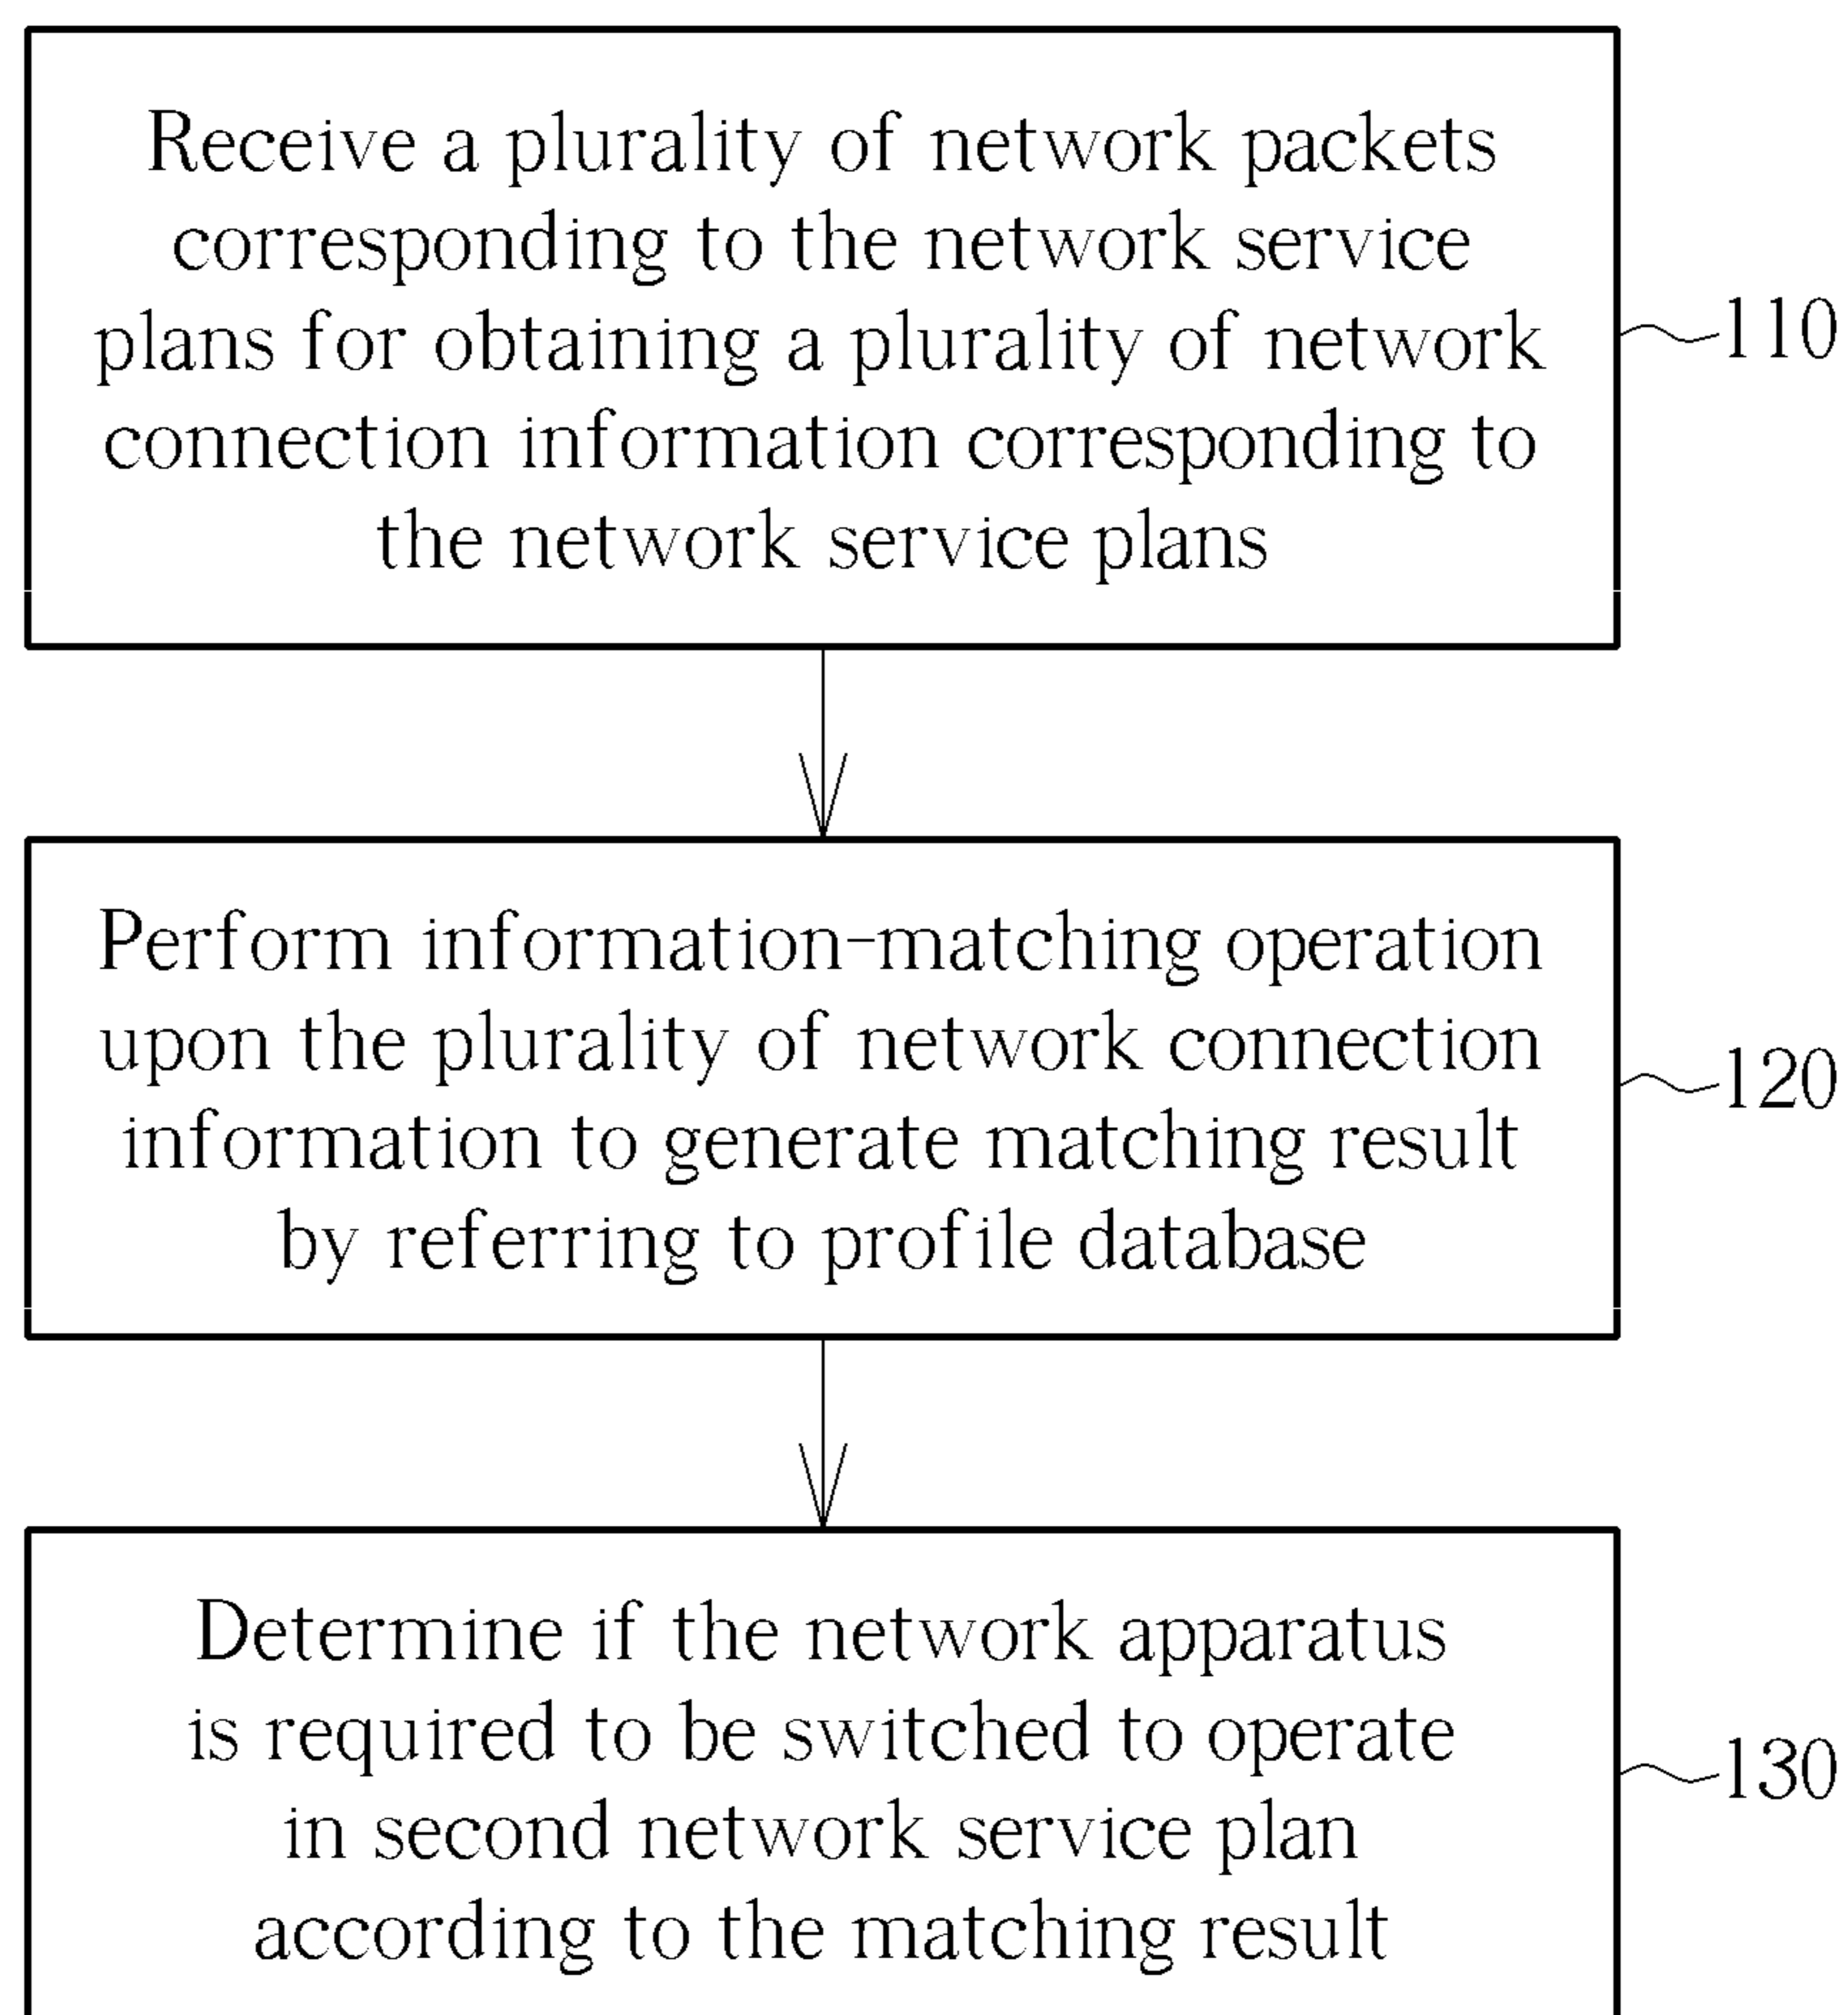 Receive a plurality of network packets
corresponding to the network service
plans for obtaining a plurality of network
connection information corresponding to
the network service plans
110
Perform information-matching operation
upon the plurality of network connection
information to generate matching result
by referring to profile database
120
Determine if the network apparatus
is required to be switched to operate
in second network service plan
according to the matching result
130